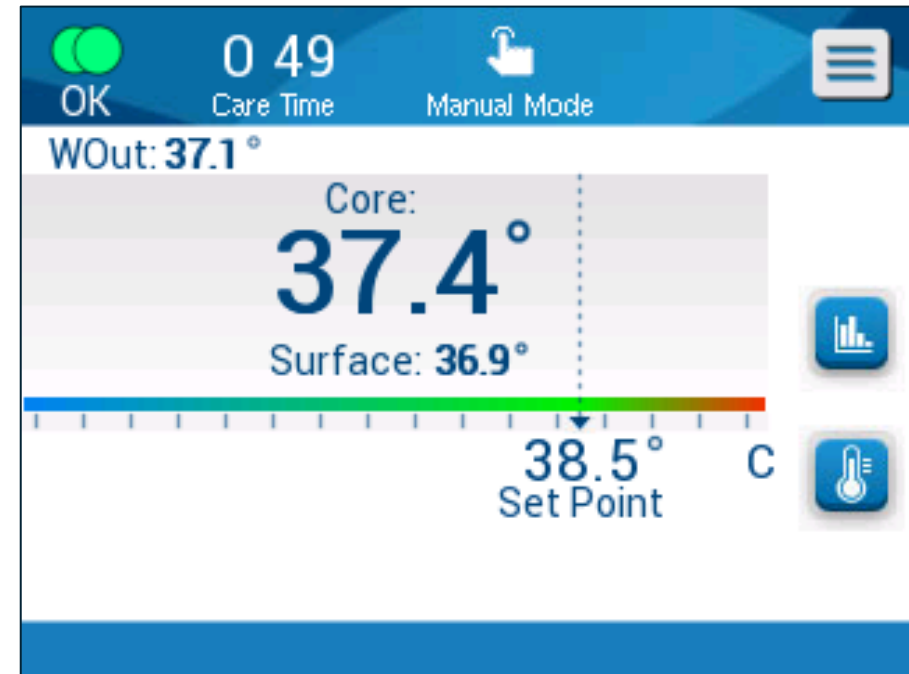 0 49
OK
Care Time
Manual Mode
WOut: 37.1°
Core:
37.4°
Surface: 36.9°
38.5°
C
Set Point